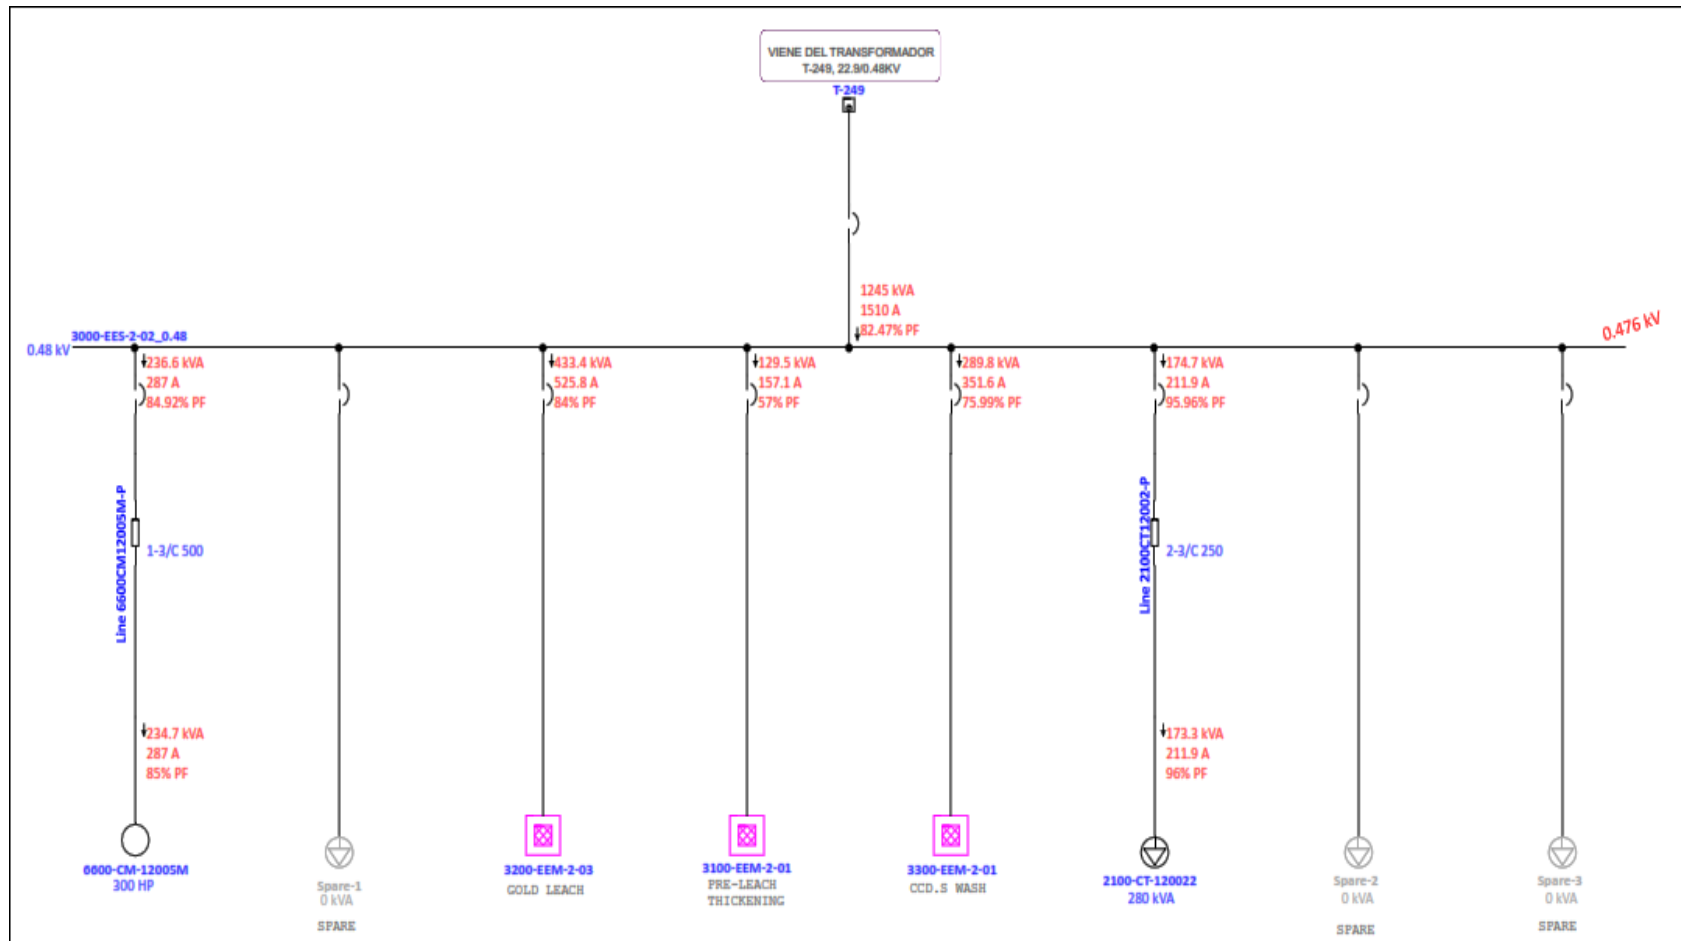 VIENE DEL TRANSFORMADOR
T-249, 22.9/0.48KV
T-249
1245 kVA
1510 A
82.47% PF
3000-EES-2-02_0.48
0.48 kV
0.476 kV
236.6 kVA
287 A
84.92% PF
433.4 kVA
525.8 A
84% PF
129.5 kVA
157.1 A
57% PF
289.8 kVA
351.6 A
75.99% PF
174.7 kVA
211.9 A
95.96% PF
Line 6600CM12005M-P
1-3/C 500
Line 2100CT12002-P
2-3/C 250
234.7 kVA
287 A
85% PF
173.3 kVA
211.9 A
96% PF
6600-CM-12005M
300 HP
Spare-1
0 kVA
SPARE
3200-EEM-2-03
GOLD LEACH
3100-EEM-2-01
PRE-LEACH
THICKENING
3300-EEM-2-01
CCD.S WASH
2100-CT-120022
280 kVA
Spare-2
0 kVA
SPARE
Spare-3
0 kVA
SPARE